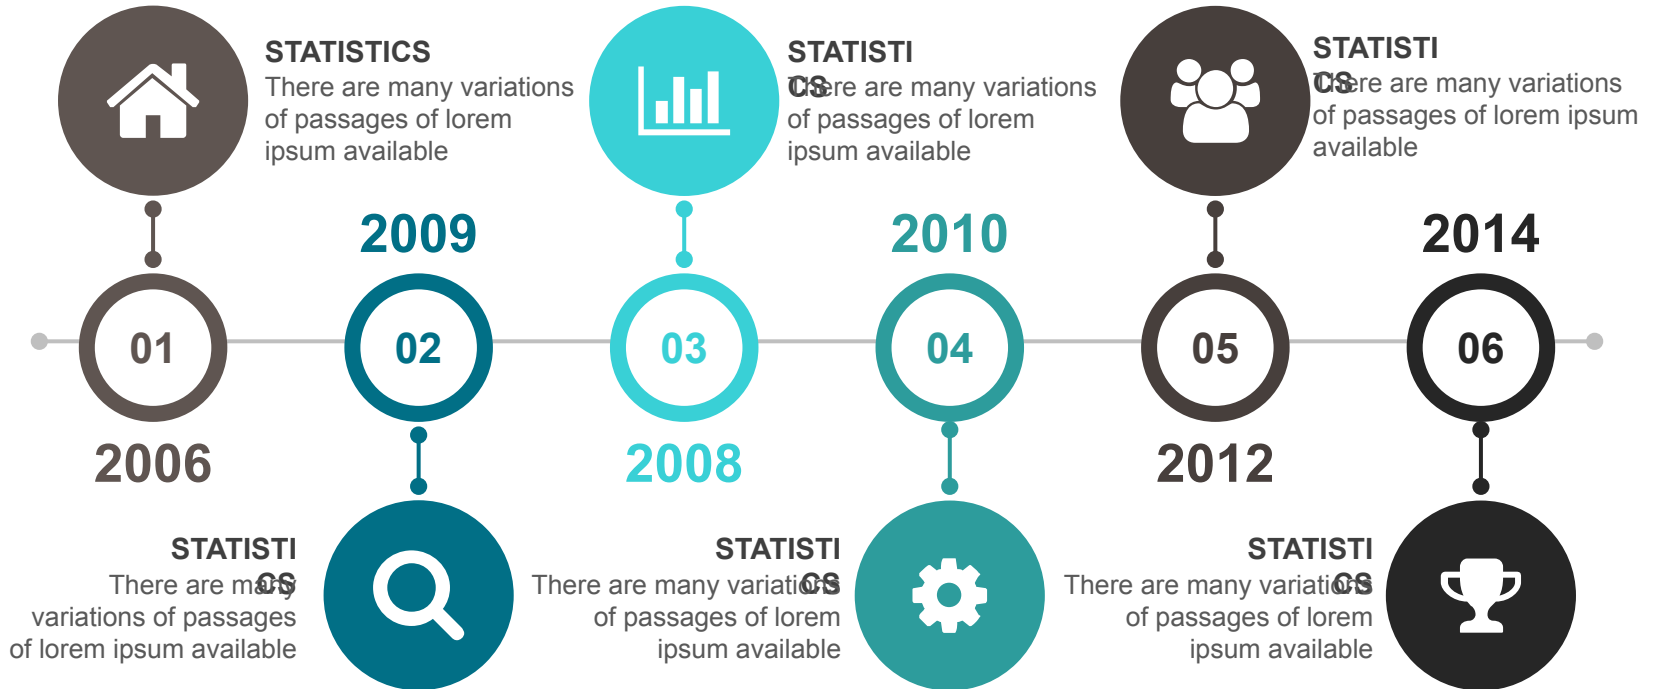 STATISTICS
There are many variations
of passages of lorem
ipsum available
STATISTI
CS
There are many variations
of passages of lorem
ipsum available
STATISTI
CS
There are many variations
of passages of lorem ipsum
available
2009
2010
2014
01
02
03
04
05
06
2006
2008
2012
STATISTI
CS
There are many
variations of passages
of lorem ipsum available
STATISTI
CS
There are many variations
of passages of lorem
ipsum available
STATISTI
CS
There are many variations
of passages of lorem
ipsum available